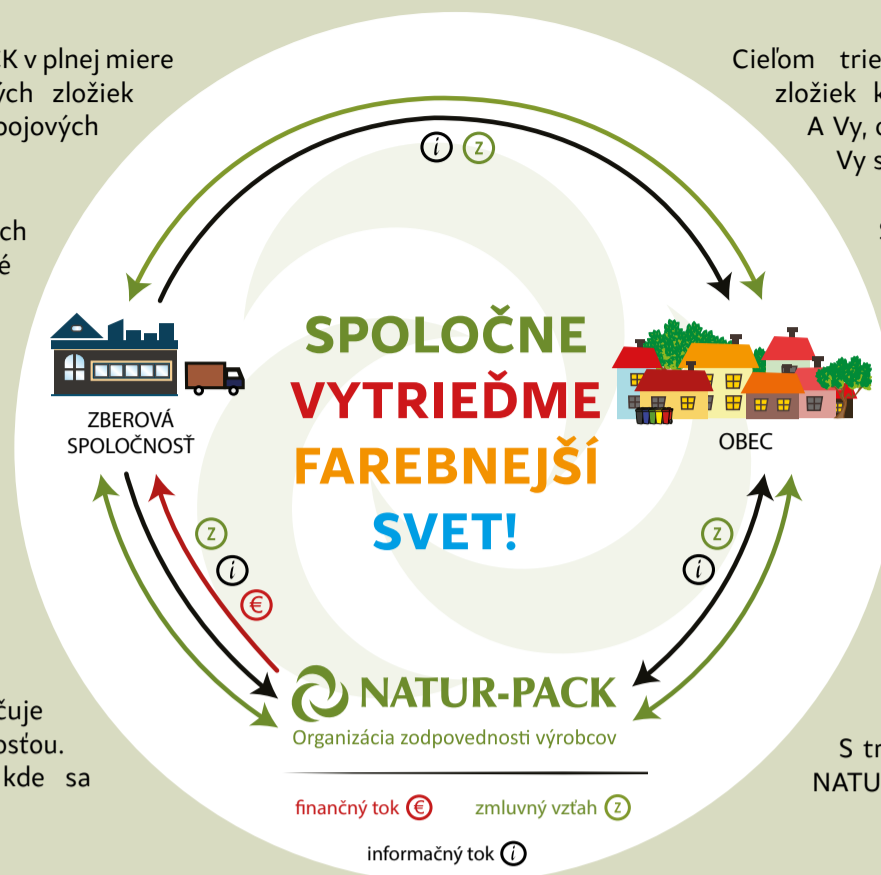 K v plnej miere
ých zložiek
pojových
ch
é
Cieľom trie
zložiek k
A Vy, o
Vy s
S
i z
SPOLOČNE
VYTRIEĎME
FAREBNEJŠÍ
SVET!
ZBEROVÁ
SPOLOČNOSŤ
OBEC
z
i
€
z
i
NATUR-PACK
Organizácia zodpovednosti výrobcov
čuje
osťou.
kde sa
S tr
NATU
finančný tok €
zmluvný vzťah z
informačný tok i